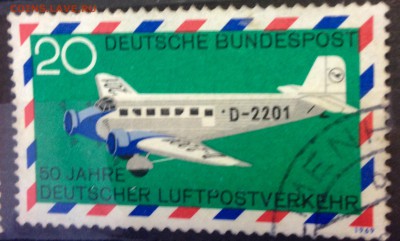 20 DEUTSCHE BUNDESPOST
D-2201
50 JAHRE
DEUTSCHER LUFTPOSTVERKEHR
1969